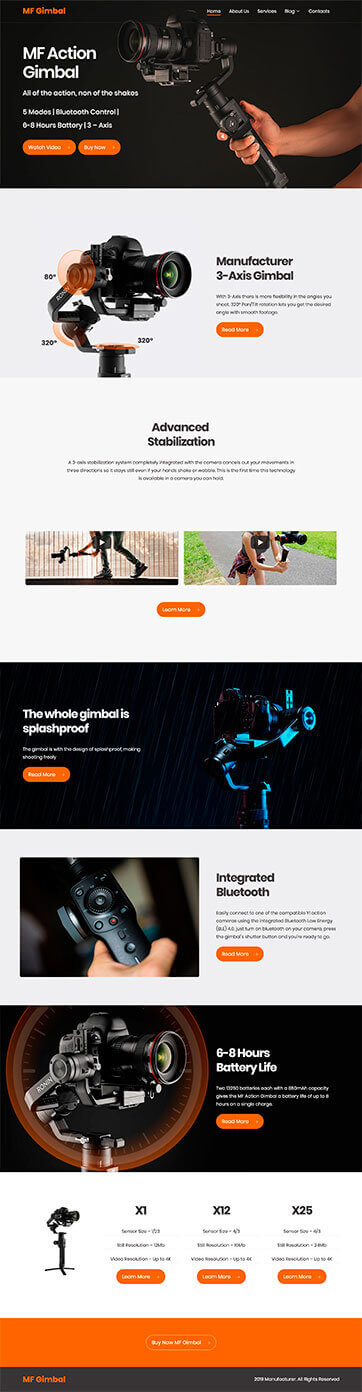 MF Gimbal
Home About Us Services Blog Contacts
MF Action
Gimbal
All of the action, non of the shakes
5 Modes | Bluetooth Control |
6-8 Hours Battery | 3 - Axis
Watch Video
Buy Now
80°
RONIN
320°
320°
Manufacturer
3-Axis Gimbal
With 3-Axis there is more flexibility in the angles you
shoot. 320° Pan/Tilt rotation lets you get the desired
angle with smooth footage.
Read More
Advanced
Stabilization
A 3-axis stabilization system completely integrated with the camera cancels out your movements in
three directions so it stays still even if your hands shake or wobble. This is the first time this technology
is available in a camera you can hold.
Learn More
The whole gimbal is
splashproof
The gimbal is with the design of splashproof, making
shooting freely
Read More
Integrated
Bluetooth
Easily connect to one of the compatible YI action
cameras using the integrated Bluetooth Low Energy
(BLE) 4.0. Just turn on bluetooth on your camera, press
the gimbal's shutter button and you're ready to go.
Read More
RONIN
6-8 Hours
Battery Life
Two 13250 batteries each with a 880mAh capacity
gives the MF Action Gimbal a battery life of up to 8
hours on a single charge.
Read More
X1 X12 X25
Sensor Size - 1/2.3 Sensor Size - 4/3 Sensor Size - 4/3
Still Resolution - 12Mb Still Resolution - 16Mb Still Resolution - 24Mb
Video Resolution - Up to 4K Video Resolution - Up to 4K Video Resolution - Up to 4K
Learn More Learn More Learn More
Buy Now MF Gimbal
MF Gimbal
2019 Manufacturer. All Rights Reserved